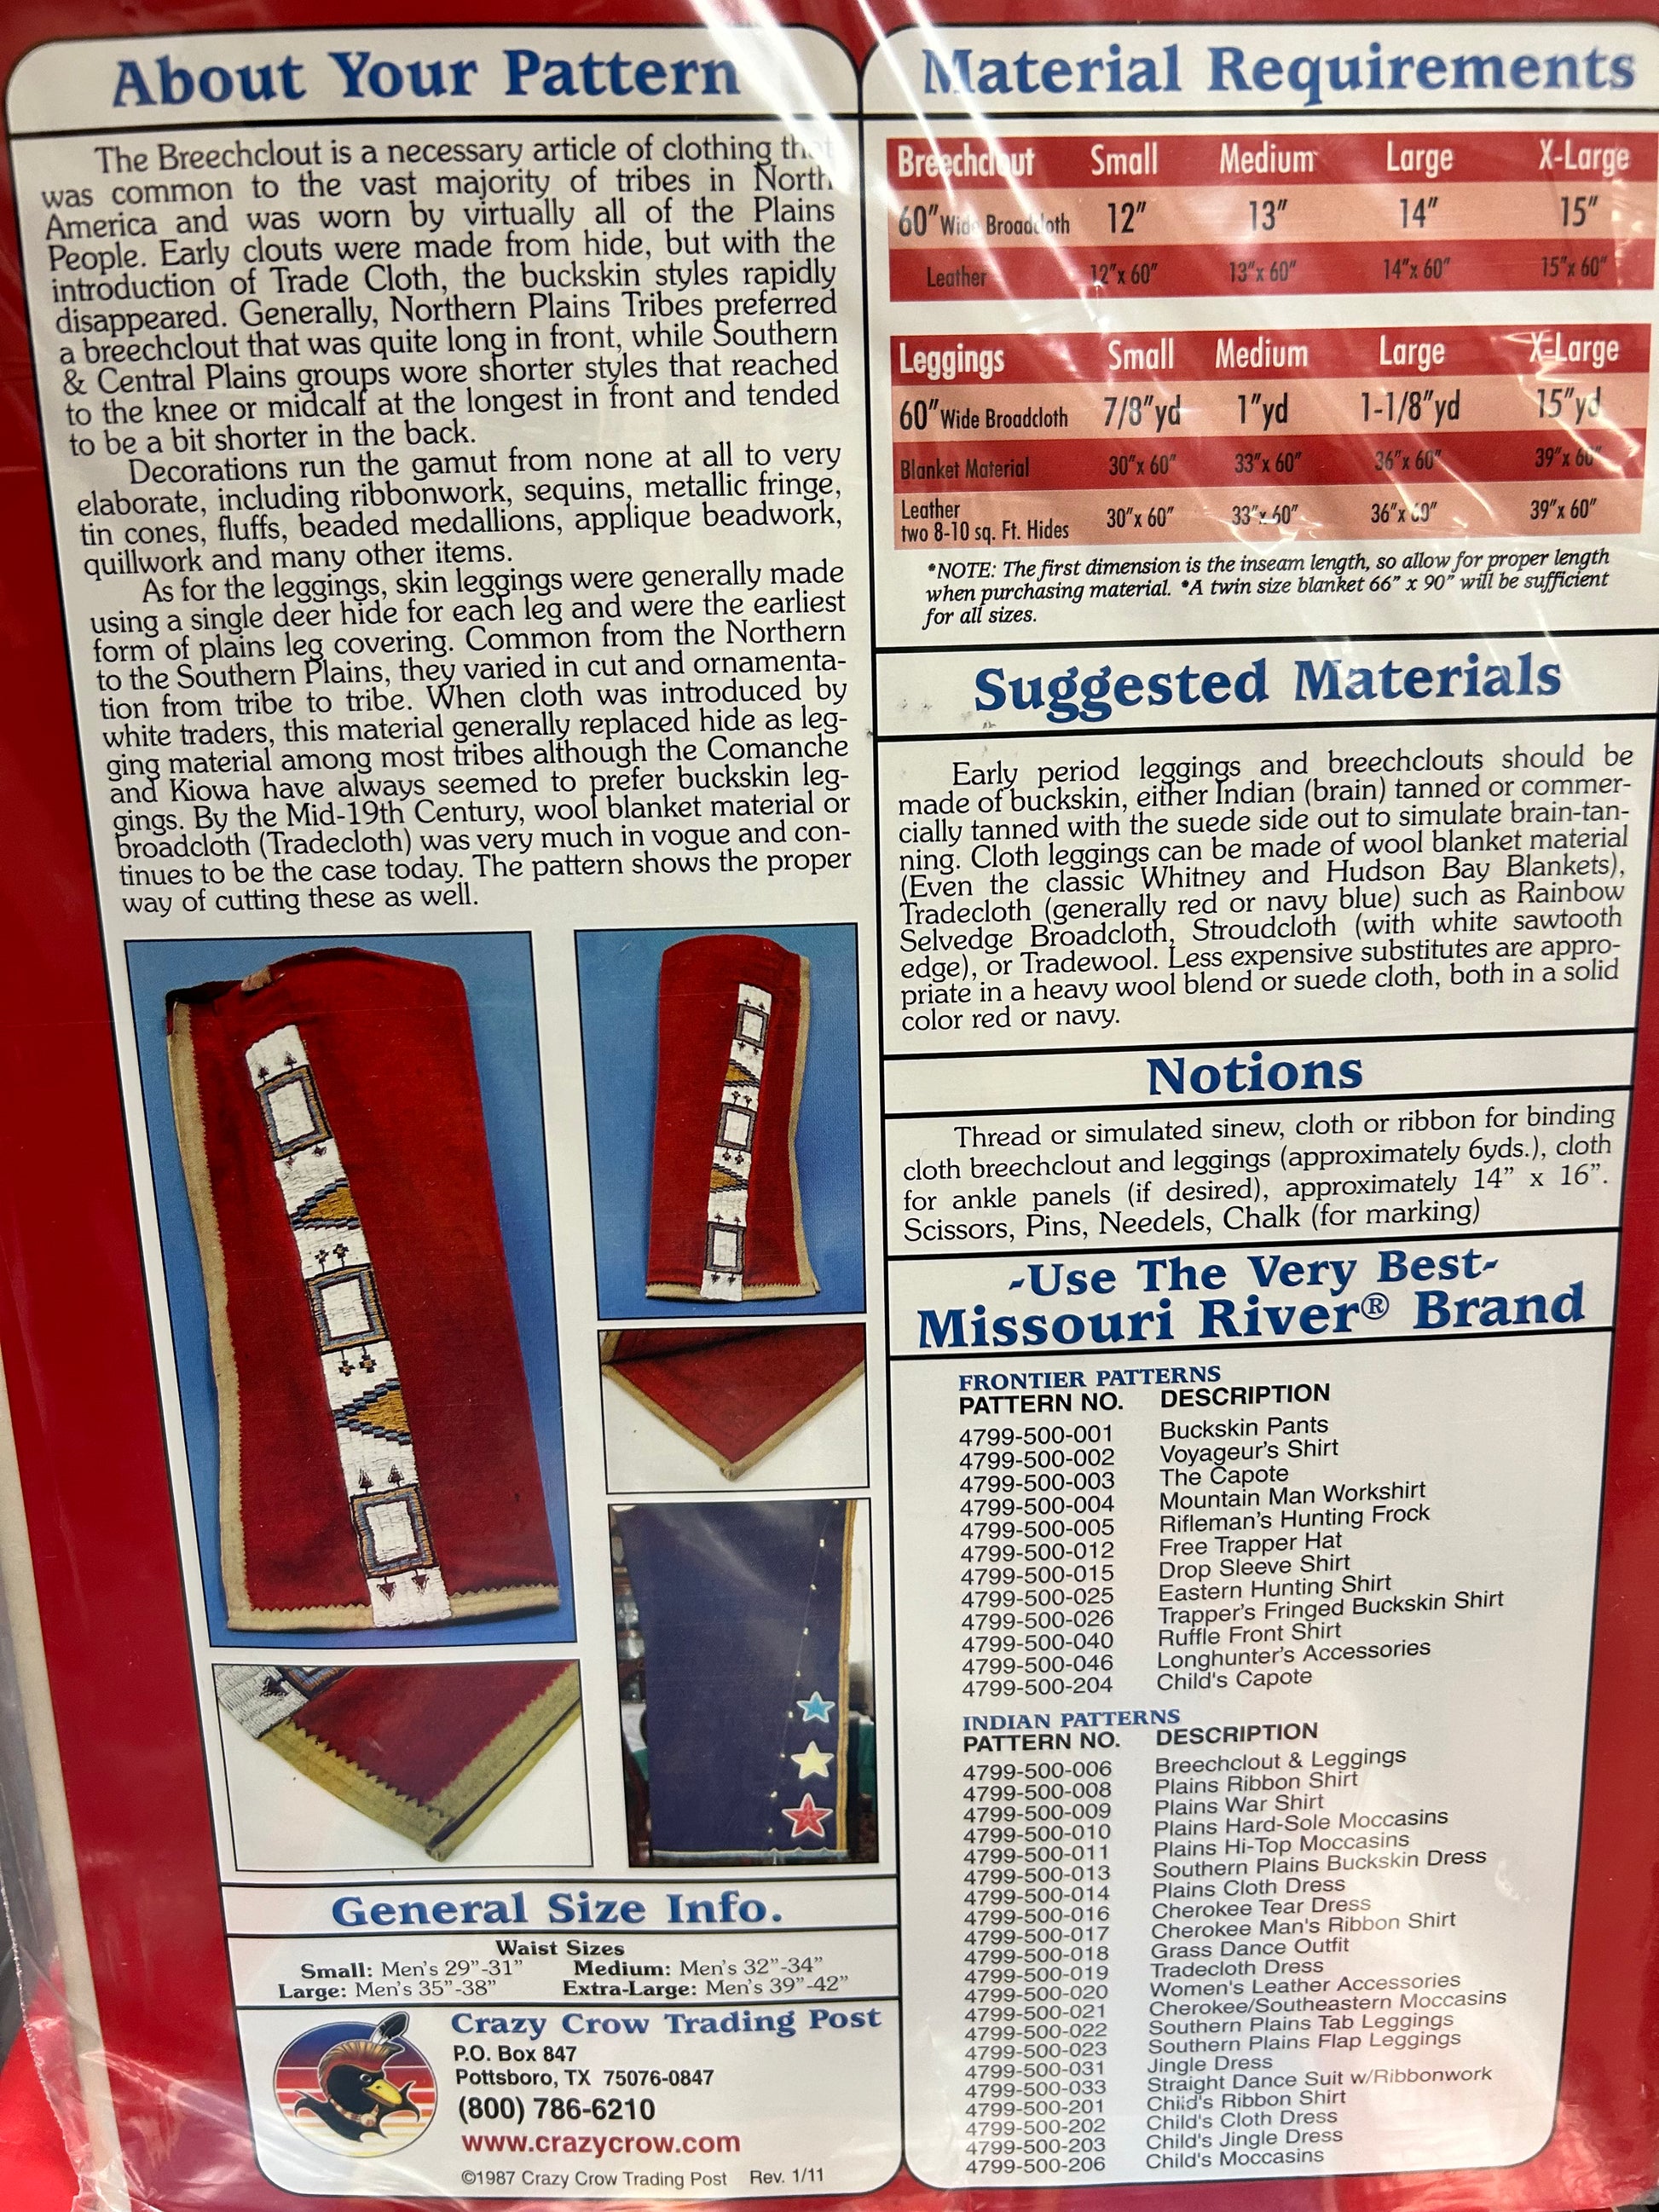 About Your Pattern
The Breechclout is a necessary article of clothing that
was common to the vast majority of tribes in North
America and was worn by virtually all of the Plains
People. Early clouts were made from hide, but with the
introduction of Trade Cloth, the buckskin styles rapidly
disappeared. Generally, Northern Plains Tribes preferred
a breechclout that was quite long in front, while Southern
& Central Plains groups wore shorter styles that reached
to the knee or midcalf at the longest in front and tended
to be a bit shorter in the back.
Decorations run the gamut from none at all to very
elaborate, including ribbonwork, sequins, metallic fringe,
tin cones, fluffs, beaded medallions, applique beadwork,
quillwork and many other items.
As for the leggings, skin leggings were generally made
using a single deer hide for each leg and were the earliest
form of plains leg covering. Common from the Northern
to the Southern Plains, they varied in cut and ornamenta-
tion from tribe to tribe. When cloth was introduced by
white traders, this material generally replaced hide as leg-
ging material among most tribes although the Comanche
and Kiowa have always seemed to prefer buckskin leg-
gings. By the Mid-19th Century, wool blanket material or
broadcloth (Tradecloth) was very much in vogue and con-
tinues to be the case today. The pattern shows the proper
way of cutting these as well.
General Size Info.
Waist Sizes
Small: Men's 29"-31" Medium: Men's 32"-34"
Large: Men's 35"-38" Extra-Large: Men's 39"-42"
Crazy Crow Trading Post
P.O. Box 847
Pottsboro, TX 75076-0847
(800) 786-6210
www.crazycrow.com
©1987 Crazy Crow Trading Post Rev. 1/11
Material Requirements
Breechclout Small Medium Large X-Large
60" Wide Broadcloth 12" 13" 14" 15"
Leather 12"x 60" 13"x 60" 14"x 60" 15"x 60"
Leggings Small Medium Large X-Large
60" Wide Broadcloth 7/8"yd 1"yd 1-1/8"yd 15"yd
Blanket Material 30"x 60" 33"x 60" 36"x 60" 39"x 60"
Leather
two 8-10 sq. Ft. Hides 30"x 60" 33"x 60" 36"x 60" 39"x 60"
*NOTE: The first dimension is the inseam length, so allow for proper length
when purchasing material. *A twin size blanket 66" x 90" will be sufficient
for all sizes.
Suggested Materials
Early period leggings and breechclouts should be
made of buckskin, either Indian (brain) tanned or commer-
cially tanned with the suede side out to simulate brain-tan-
ning. Cloth leggings can be made of wool blanket material
(Even the classic Whitney and Hudson Bay Blankets),
Tradecloth (generally red or navy blue) such as Rainbow
Selvedge Broadcloth, Stroudcloth (with white sawtooth
edge), or Tradewool. Less expensive substitutes are appro-
priate in a heavy wool blend or suede cloth, both in a solid
color red or navy.
Notions
Thread or simulated sinew, cloth or ribbon for binding
cloth breechclout and leggings (approximately 6yds.), cloth
for ankle panels (if desired), approximately 14" x 16".
Scissors, Pins, Needels, Chalk (for marking)
-Use The Very Best-
Missouri River® Brand
FRONTIER PATTERNS
PATTERN NO. DESCRIPTION
4799-500-001 Buckskin Pants
4799-500-002 Voyageur's Shirt
4799-500-003 The Capote
4799-500-004 Mountain Man Workshirt
4799-500-005 Rifleman's Hunting Frock
4799-500-012 Free Trapper Hat
4799-500-015 Drop Sleeve Shirt
4799-500-025 Eastern Hunting Shirt
4799-500-026 Trapper's Fringed Buckskin Shirt
4799-500-040 Ruffle Front Shirt
4799-500-046 Longhunter's Accessories
4799-500-204 Child's Capote
INDIAN PATTERNS
PATTERN NO. DESCRIPTION
4799-500-006 Breechclout & Leggings
4799-500-008 Plains Ribbon Shirt
4799-500-009 Plains War Shirt
4799-500-010 Plains Hard-Sole Moccasins
4799-500-011 Plains Hi-Top Moccasins
4799-500-013 Southern Plains Buckskin Dress
4799-500-014 Plains Cloth Dress
4799-500-016 Cherokee Tear Dress
4799-500-017 Cherokee Man's Ribbon Shirt
4799-500-018 Grass Dance Outfit
4799-500-019 Tradecloth Dress
4799-500-020 Women's Leather Accessories
4799-500-021 Cherokee/Southeastern Moccasins
4799-500-022 Southern Plains Tab Leggings
4799-500-023 Southern Plains Flap Leggings
4799-500-031 Jingle Dress
4799-500-033 Straight Dance Suit w/Ribbonwork
4799-500-201 Child's Ribbon Shirt
4799-500-202 Child's Cloth Dress
4799-500-203 Child's Jingle Dress
4799-500-206 Child's Moccasins